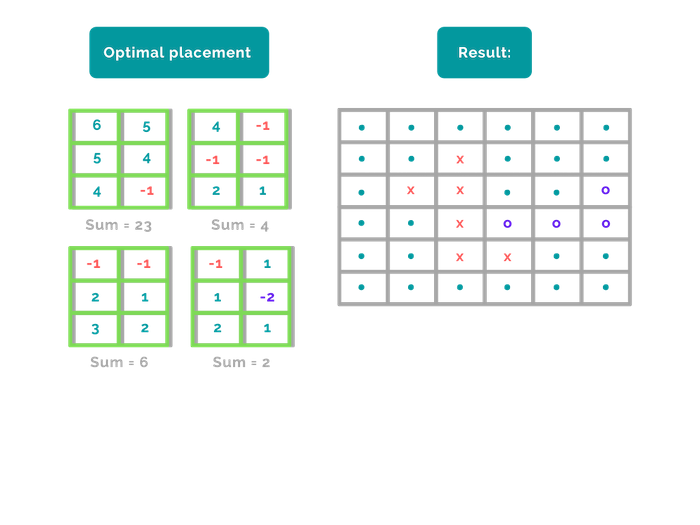 Optimal placement
Result:
6 5
5 4
4 -1
Sum = 23
4 -1
-1 -1
2 1
Sum = 4
-1 -1
2 1
3 2
Sum = 6
-1 1
1 -2
2 1
Sum = 2
• • • • • •
• • x • • •
• x x • • o
• • x o o o
• • x x • •
• • • • • •